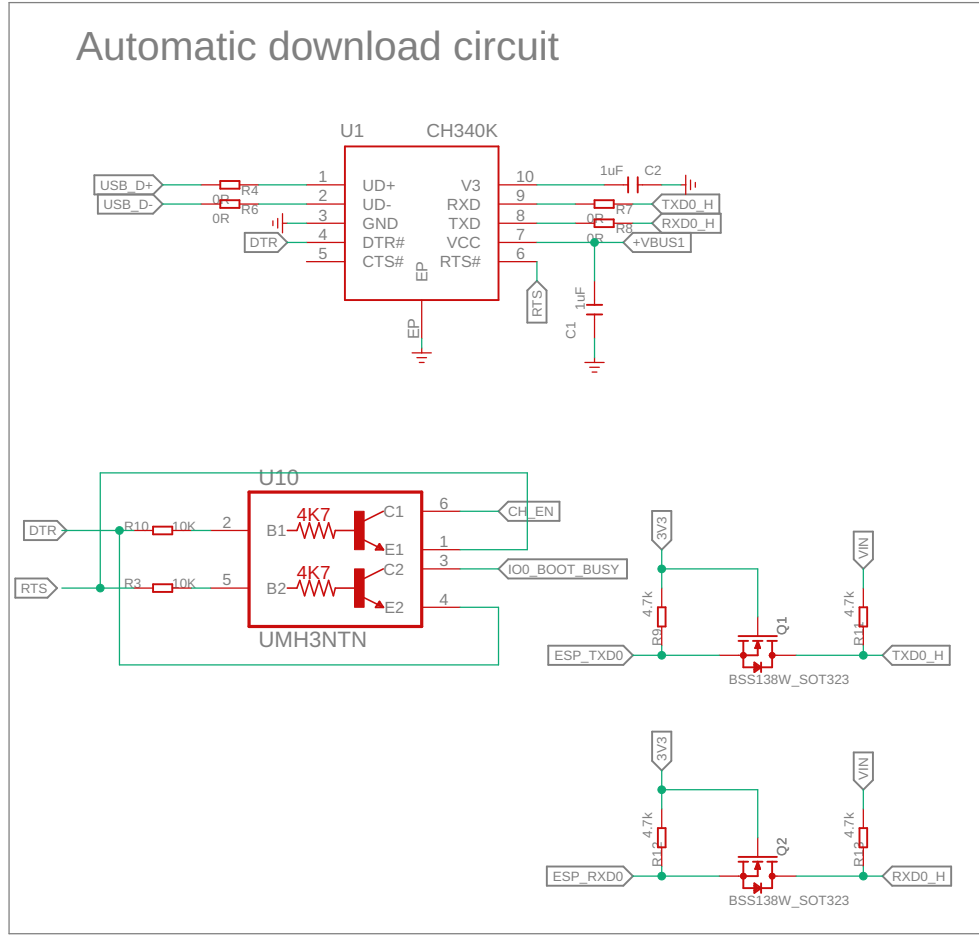 Automatic download circuit
U1 CH340K
USB_D+ R4 0R 1 UD+ V3 10 1uF C2
USB_D- R6 0R 2 UD- RXD 9 R7 0R TXD0_H
3 GND TXD 8 R8 0R RXD0_H
DTR 4 DTR# VCC 7 +VBUS1
5 CTS# RTS# 6
EP
EP
RTS
1uF
C1
U10
DTR R10 10K 2 B1 4K7 C1 6 CH_EN
E1 1
RTS R3 10K 5 B2 4K7 C2 3 IO0_BOOT_BUSY
E2 4
UMH3NTN
3V3 VIN
4.7k R9 Q1 4.7k
ESP_TXD0 TXD0_H
BSS138W_SOT323
3V3 VIN
4.7k Q2 4.7k
ESP_RXD0 RXD0_H
BSS138W_SOT323